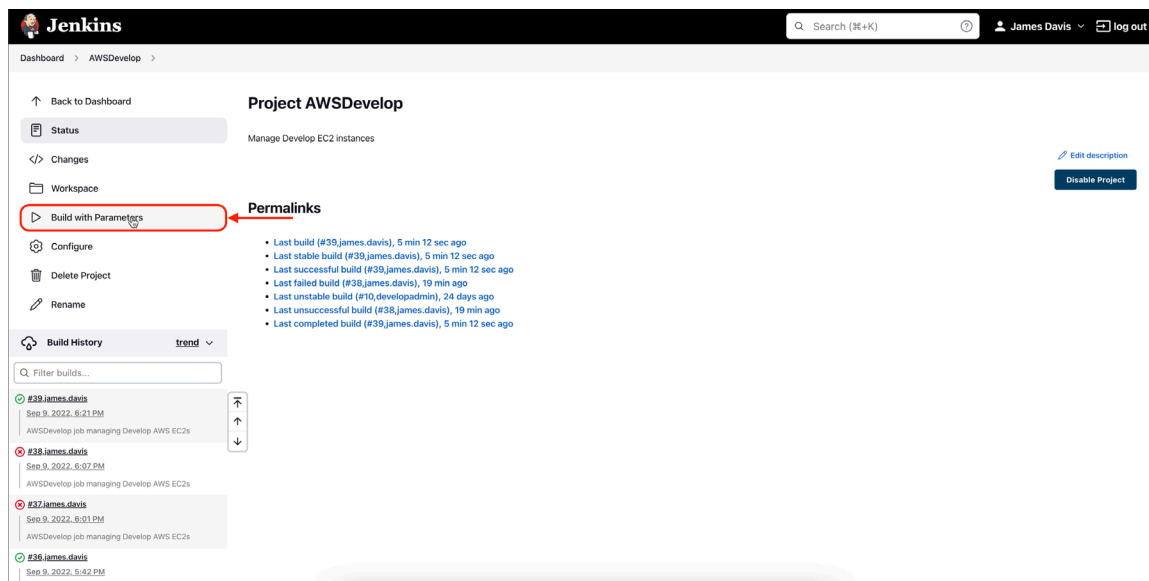 Jenkins
Search (⌘+K)
James Davis
log out
Dashboard > AWSDevelop >
Back to Dashboard
Status
Changes
Workspace
Build with Parameters
Configure
Delete Project
Rename
Build History
trend
Filter builds...
#39,james.davis
Sep 9, 2022, 6:21 PM
AWSDevelop job managing Develop AWS EC2s
#38,james.davis
Sep 9, 2022, 6:07 PM
AWSDevelop job managing Develop AWS EC2s
#37,james.davis
Sep 9, 2022, 6:01 PM
AWSDevelop job managing Develop AWS EC2s
#36,james.davis
Sep 9, 2022, 5:42 PM
Project AWSDevelop
Manage Develop EC2 instances
Edit description
Disable Project
Permalinks
• Last build (#39,james.davis), 5 min 12 sec ago
• Last stable build (#39,james.davis), 5 min 12 sec ago
• Last successful build (#39,james.davis), 5 min 12 sec ago
• Last failed build (#38,james.davis), 19 min ago
• Last unstable build (#10,developadmin), 24 days ago
• Last unsuccessful build (#38,james.davis), 19 min ago
• Last completed build (#39,james.davis), 5 min 12 sec ago